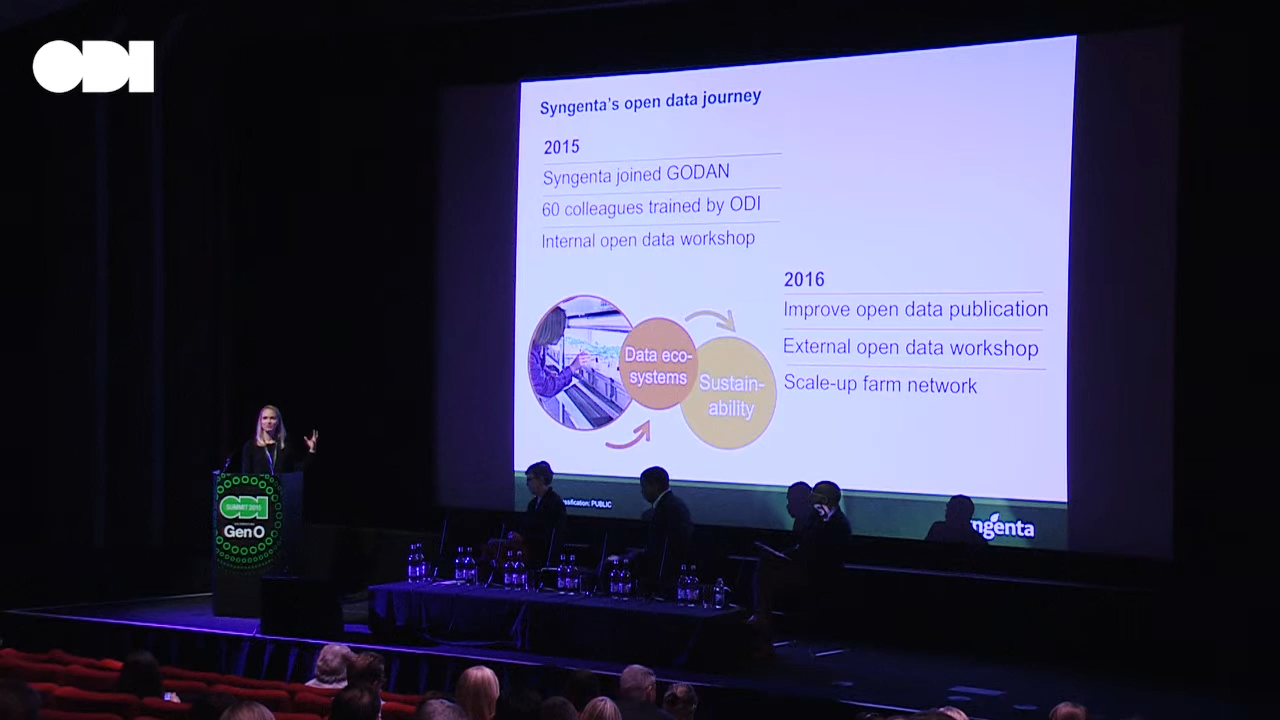 ODI
Syngenta's open data journey
2015
Syngenta joined GODAN
60 colleagues trained by ODI
Internal open data workshop
2016
Improve open data publication
External open data workshop
Scale-up farm network
Data eco-
systems
Sustain-
ability
PUBLIC
ngenta
ODI
SUMMIT 2015
Gen O